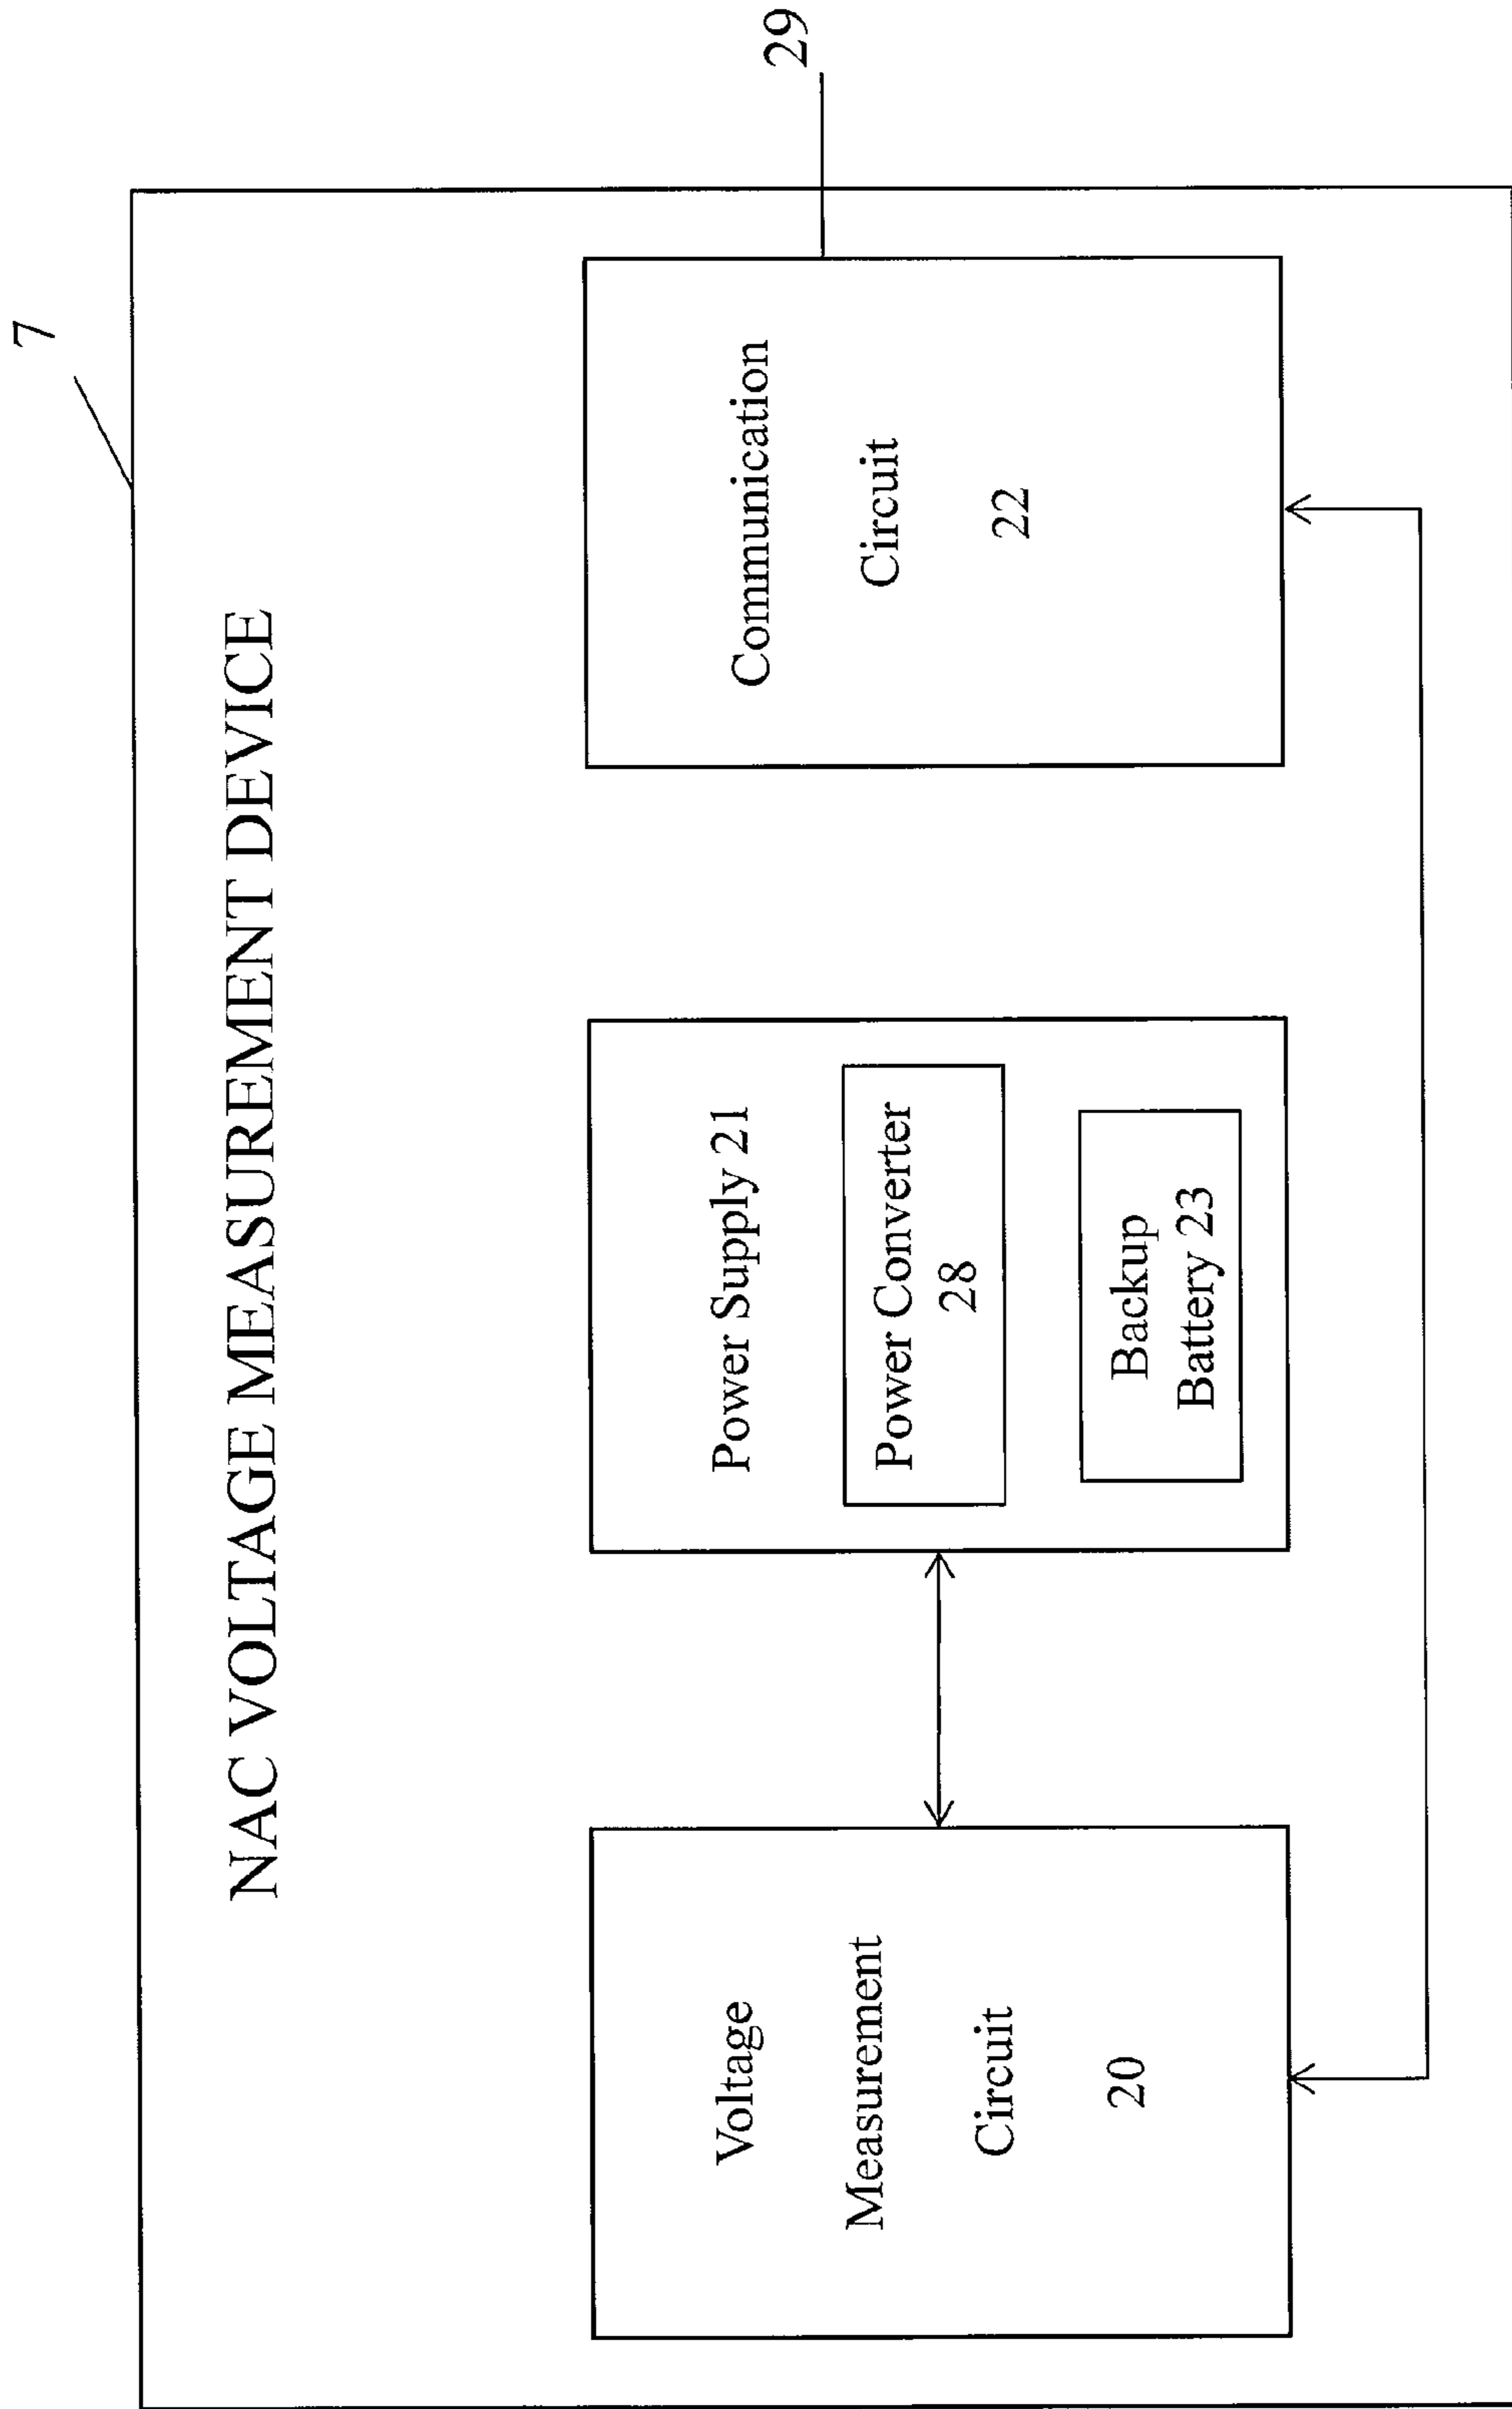 7
NAC VOLTAGE MEASUREMENT DEVICE
Voltage
Measurement
Circuit
20
Power Supply 21
Power Converter
28
Backup
Battery 23
Communication
Circuit
22
29